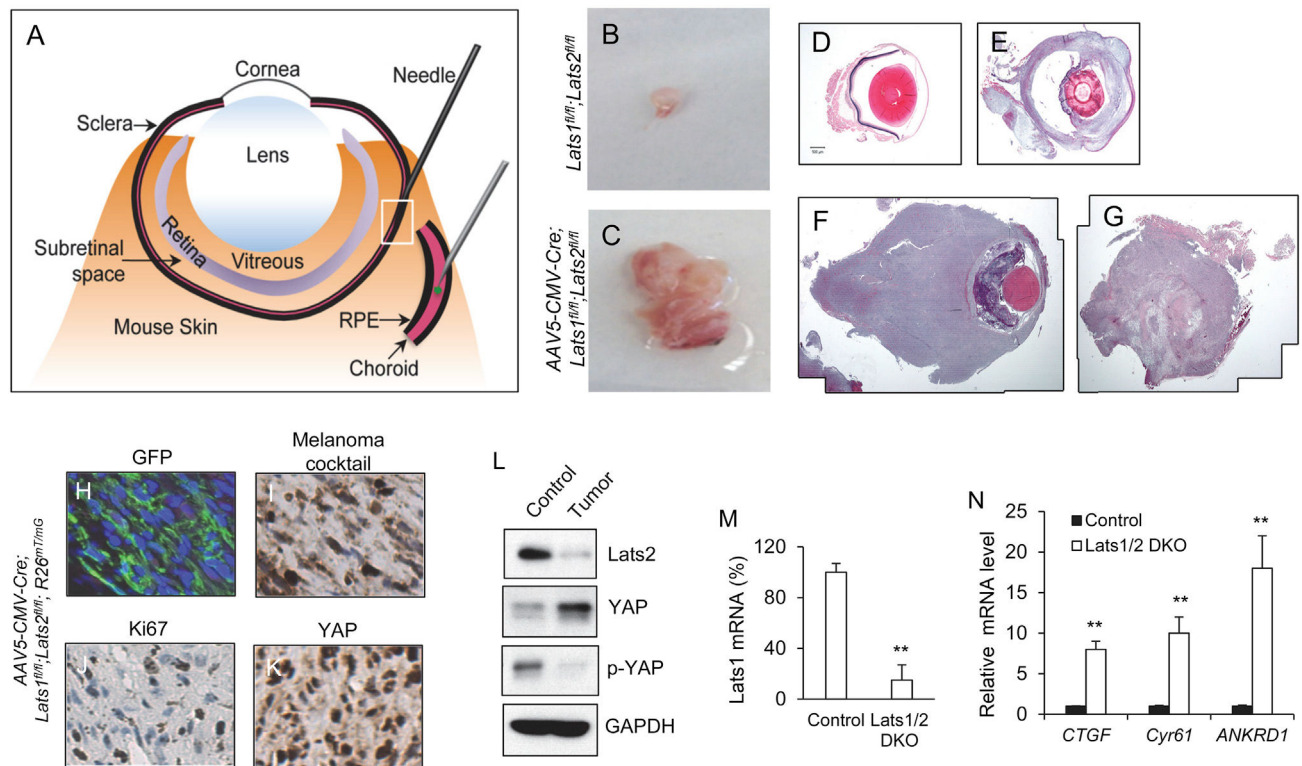 A
Cornea
Needle
Sclera
Lens
Retina
Subretinal
space
Vitreous
Mouse Skin
RPE
Choroid
Lats1fl/fl;Lats2fl/fl
B
AAV5-CMV-Cre;
Lats1fl/fl;Lats2fl/fl
C
D
E
F
G
AAV5-CMV-Cre;
Lats1fl/fl;Lats2fl/fl; R26mT/mG
GFP
H
Melanoma
cocktail
I
Ki67
J
YAP
K
L
Control
Tumor
Lats2
YAP
p-YAP
GAPDH
M
Lats1 mRNA (%)
120
80
40
0
**
Control
Lats1/2
DKO
N
Relative mRNA level
25
20
15
10
5
0
Control
Lats1/2 DKO
**
**
**
CTGF
Cyr61
ANKRD1